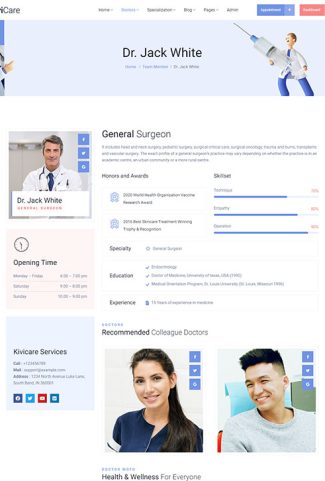 iCare
Home Doctors Specialization Blog Pages Admin
Appointment
Dashboard
Dr. Jack White
Home / Team Member / Dr. Jack White
Dr. Jack White
GENERAL SURGEON
General Surgeon
It includes head and neck surgery, pediatric surgery, surgical critical care, surgical oncology, trauma and burns, transplants
and vascular surgery. The exact profile of a general surgeon's practice may vary depending on whether the practice is in an
academic centre, an urban community or a more rural centre.
Honors and Awards
2020 World Health Organization Vaccine
Research Award
2016 Best Skincare Treatment Winning
Trophy & Recognition
Skillset
Technique
70%
Empathy
80%
Operation
90%
Specialty
General Surgeon
Education
Endocrinology
Doctor of Medicine, University of Texas, USA (1990)
Medical Orientation Program, St. Louis University (St. Louis, Missouri 1996)
Experience
10 Years of experience in medicine
Opening Time
Monday - Friday 4.00 - 7.00 pm
Saturday 9.00 - 8.00 pm
Sunday 10.00 - 9.00 pm
Kivicare Services
Call : +123456789
Mail : support@example.com
Address : 1234 North Avenue Luke Lane,
South Bend, IN 360001
DOCTORS
Recommended Colleague Doctors
DOCTOR WOTH
Health & Wellness For Everyone